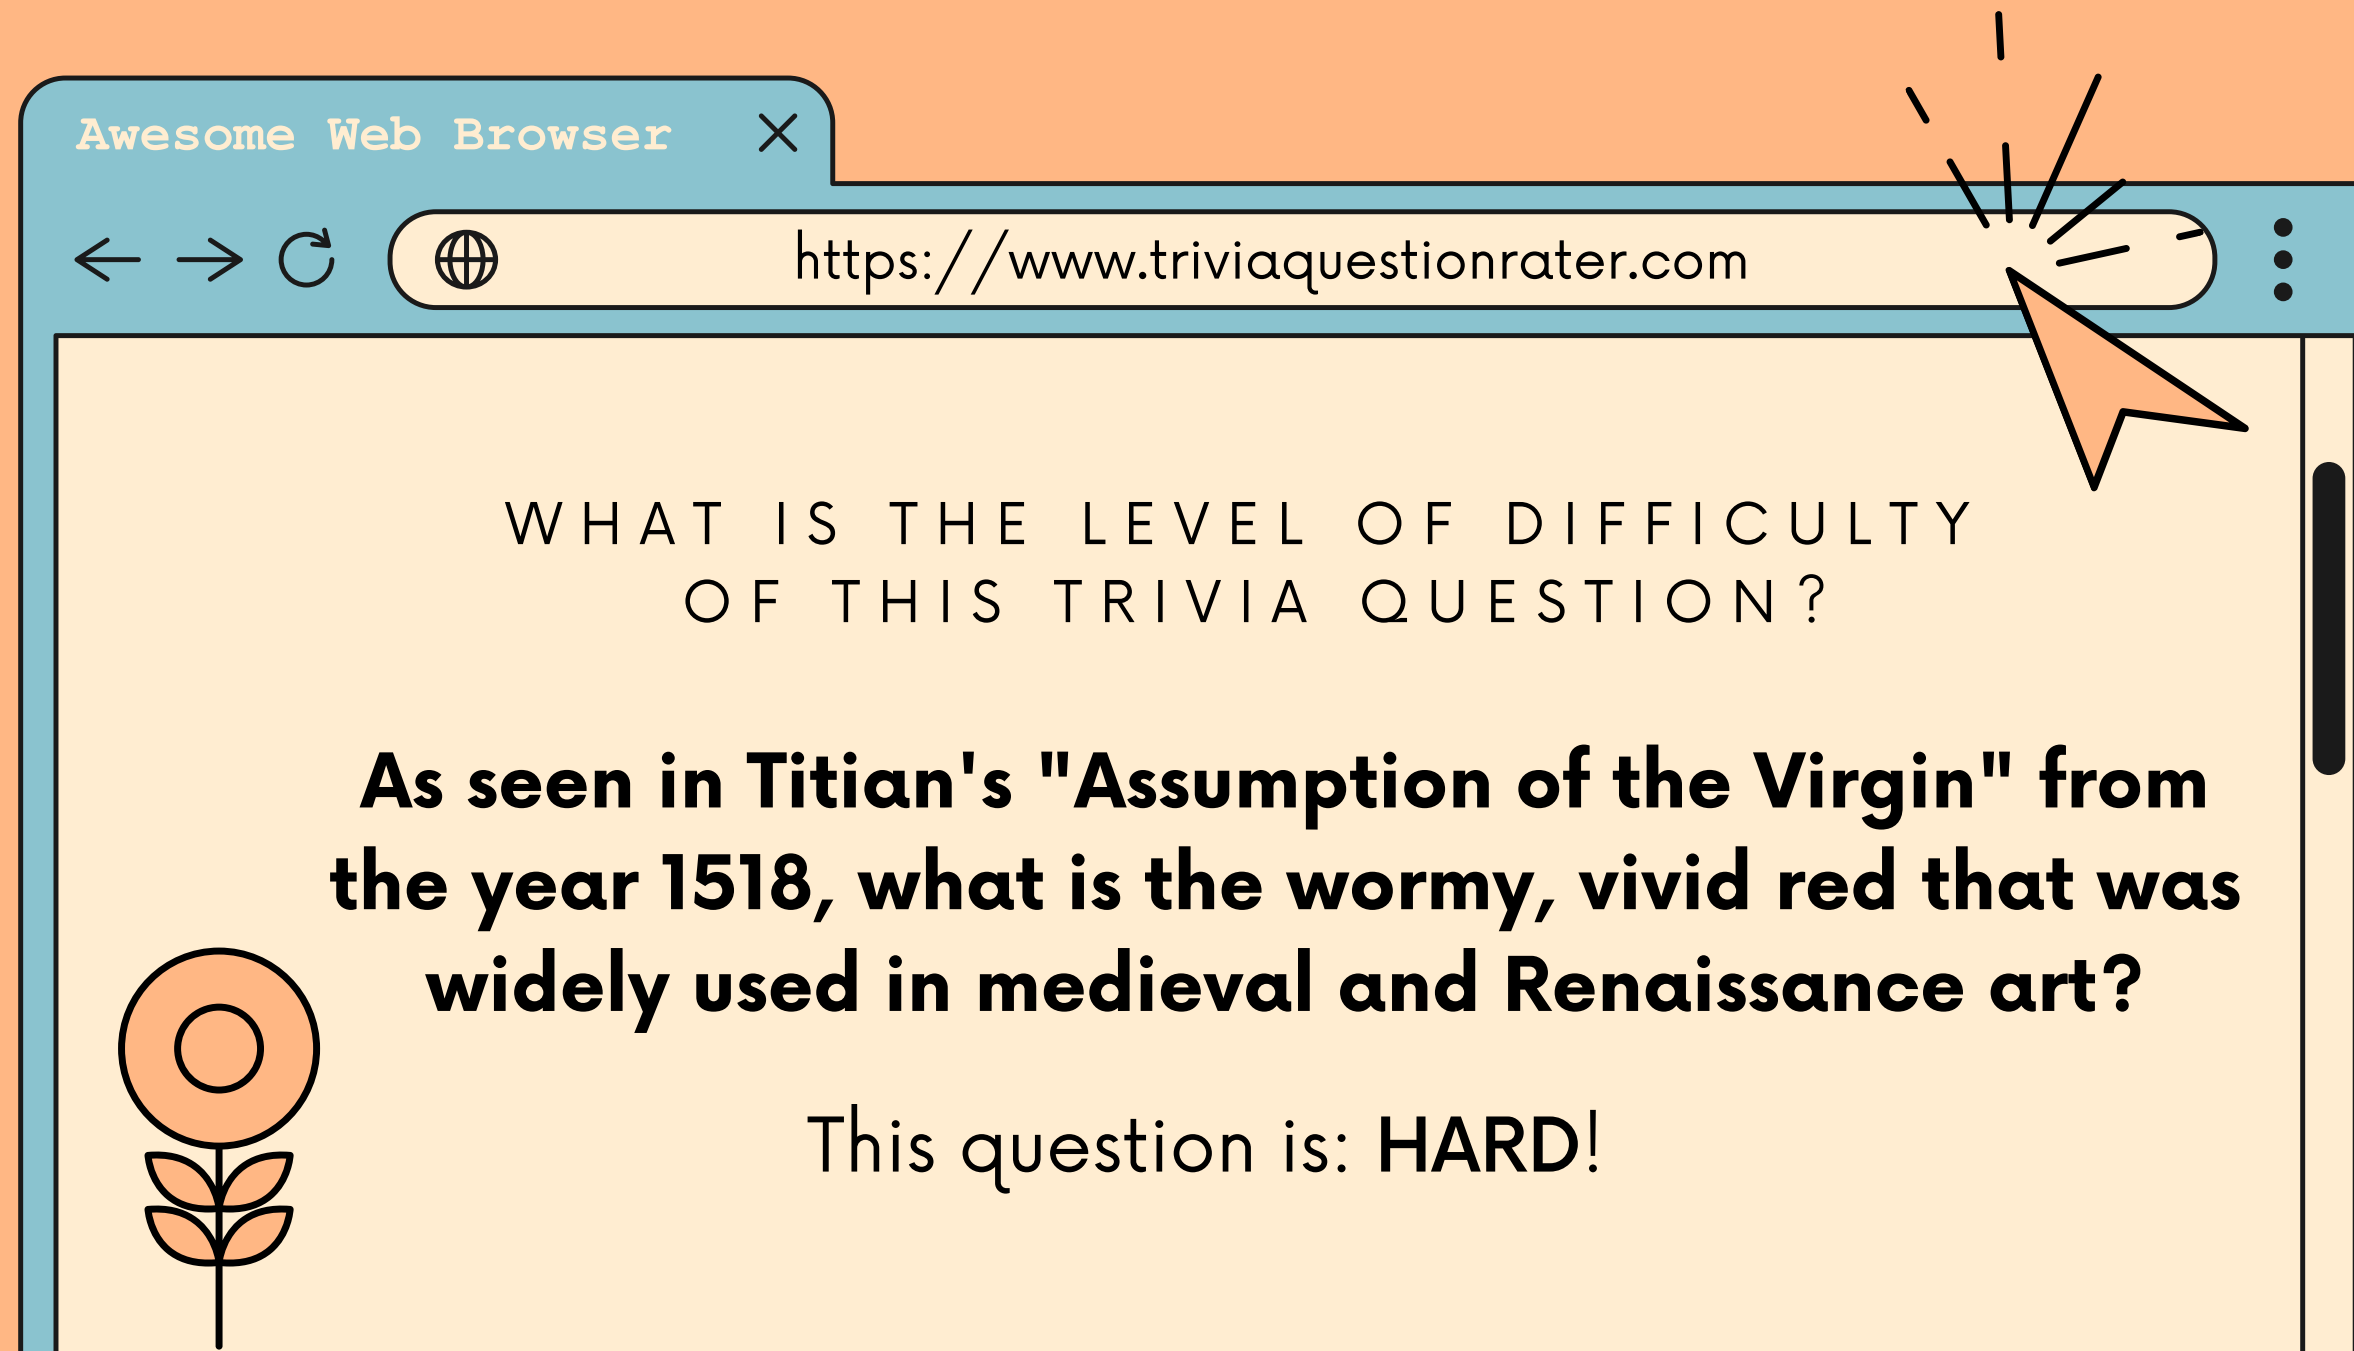 Awesome Web Browser
https://www.triviaquestionrater.com
WHAT IS THE LEVEL OF DIFFICULTY
OF THIS TRIVIA QUESTION?
As seen in Titian's "Assumption of the Virgin" from
the year 1518, what is the wormy, vivid red that was
widely used in medieval and Renaissance art?
This question is: HARD!